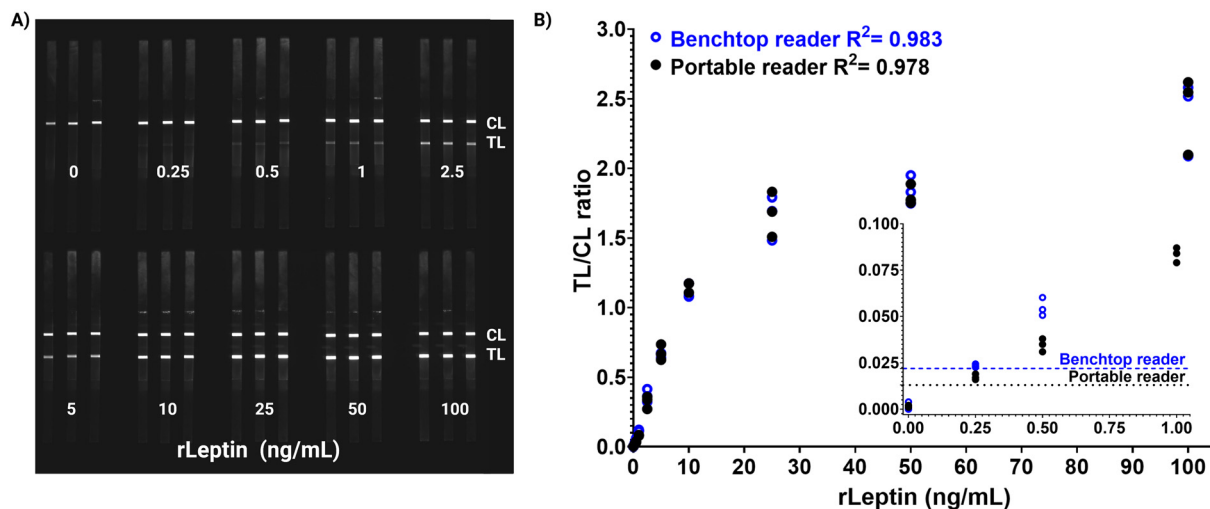 A)
CL
TL
0 0.25 0.5 1 2.5
CL
TL
5 10 25 50 100
rLeptin (ng/mL)
B)
Benchtop reader R²= 0.983
Portable reader R²= 0.978
TL/CL ratio
3.0
2.5
2.0
1.5
1.0
0.5
0.0
0 10 20 30 40 50 60 70 80 90 100
rLeptin (ng/mL)
0.100
0.075
0.050
0.025
0.000
Benchtop reader
Portable reader
0.00 0.25 0.50 0.75 1.00